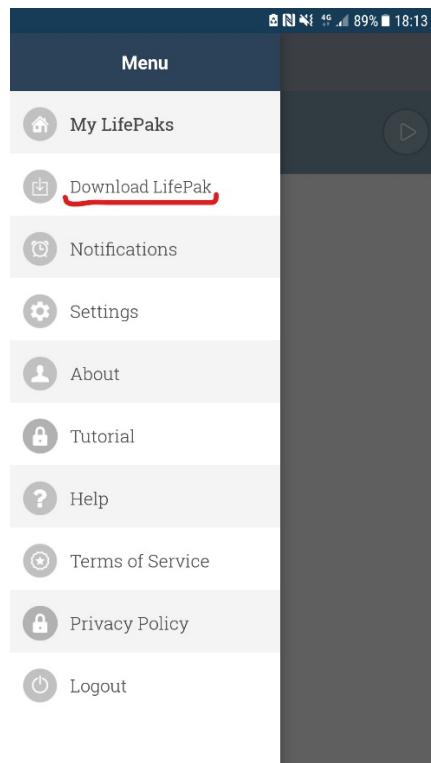 4G 89% 18:13
Menu
My LifePaks
Download LifePak
Notifications
Settings
About
Tutorial
Help
Terms of Service
Privacy Policy
Logout